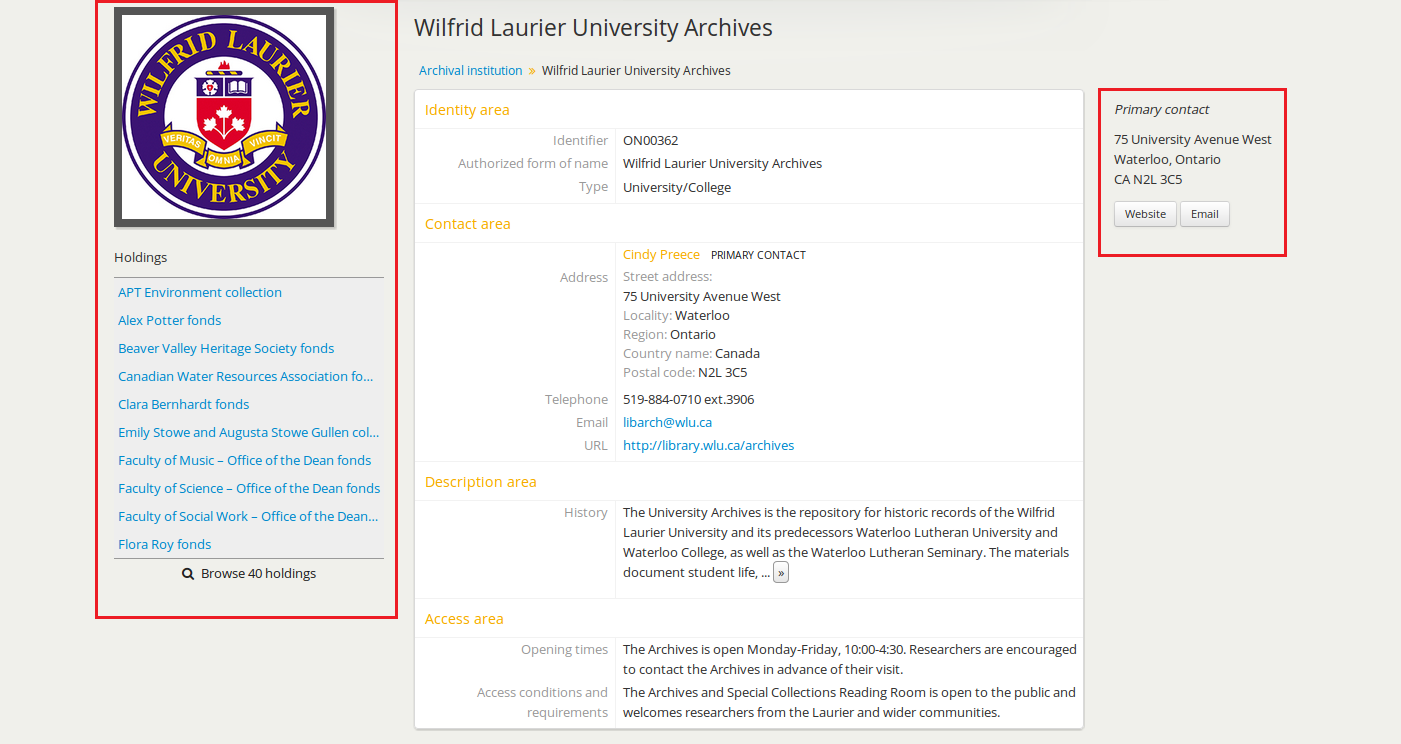 WILFRID LAURIER
UNIVERSITY
VERITAS
OMNIA
VINCIT
Holdings
APT Environment collection
Alex Potter fonds
Beaver Valley Heritage Society fonds
Canadian Water Resources Association fo...
Clara Bernhardt fonds
Emily Stowe and Augusta Stowe Gullen col...
Faculty of Music – Office of the Dean fonds
Faculty of Science – Office of the Dean fonds
Faculty of Social Work – Office of the Dean...
Flora Roy fonds
Browse 40 holdings
Wilfrid Laurier University Archives
Archival institution » Wilfrid Laurier University Archives
Identity area
Identifier ON00362
Authorized form of name Wilfrid Laurier University Archives
Type University/College
Contact area
Cindy Preece PRIMARY CONTACT
Address Street address:
75 University Avenue West
Locality: Waterloo
Region: Ontario
Country name: Canada
Postal code: N2L 3C5
Telephone 519-884-0710 ext.3906
Email libarch@wlu.ca
URL http://library.wlu.ca/archives
Description area
History The University Archives is the repository for historic records of the Wilfrid
Laurier University and its predecessors Waterloo Lutheran University and
Waterloo College, as well as the Waterloo Lutheran Seminary. The materials
document student life, ... »
Access area
Opening times The Archives is open Monday-Friday, 10:00-4:30. Researchers are encouraged
to contact the Archives in advance of their visit.
Access conditions and The Archives and Special Collections Reading Room is open to the public and
requirements welcomes researchers from the Laurier and wider communities.
Primary contact
75 University Avenue West
Waterloo, Ontario
CA N2L 3C5
Website Email